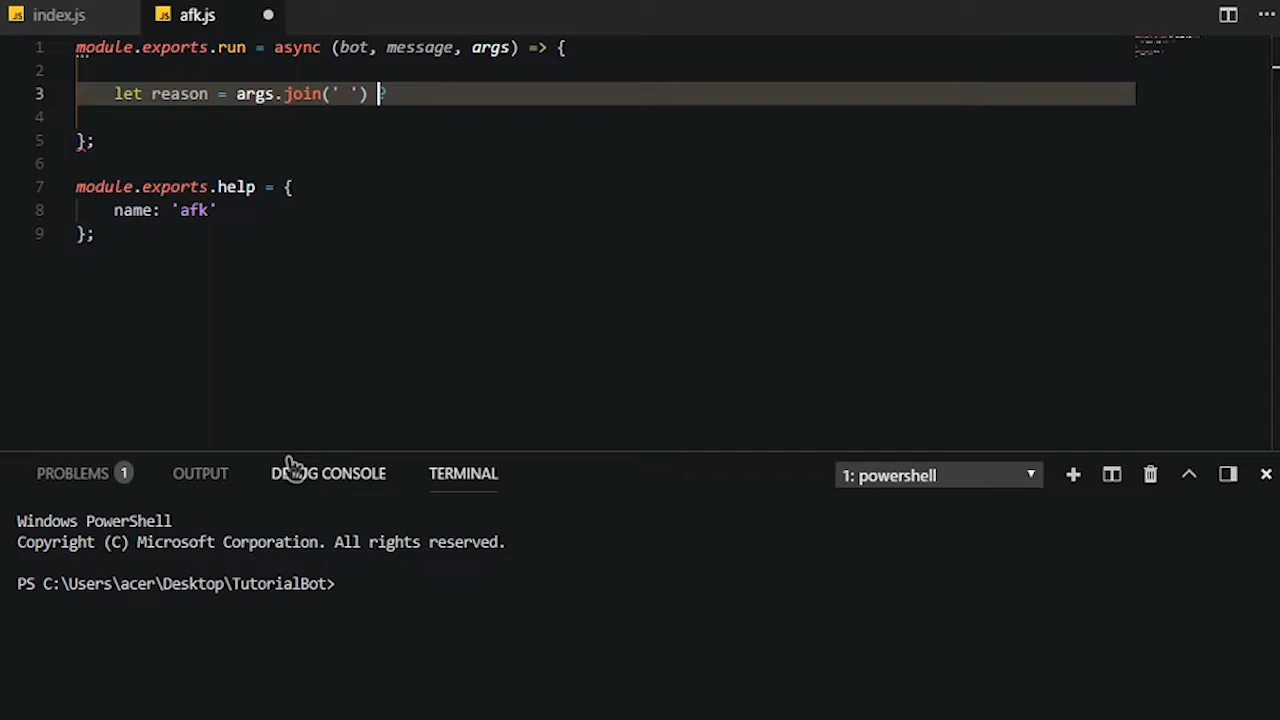 JS index.js JS afk.js
1 module.exports.run = async (bot, message, args) => {
2
3 let reason = args.join(' ') ?
4
5 };
6
7 module.exports.help = {
8 name: 'afk'
9 };
PROBLEMS 1 OUTPUT DEBUG CONSOLE TERMINAL 1: powershell
Windows PowerShell
Copyright (C) Microsoft Corporation. All rights reserved.
PS C:\Users\acer\Desktop\TutorialBot>